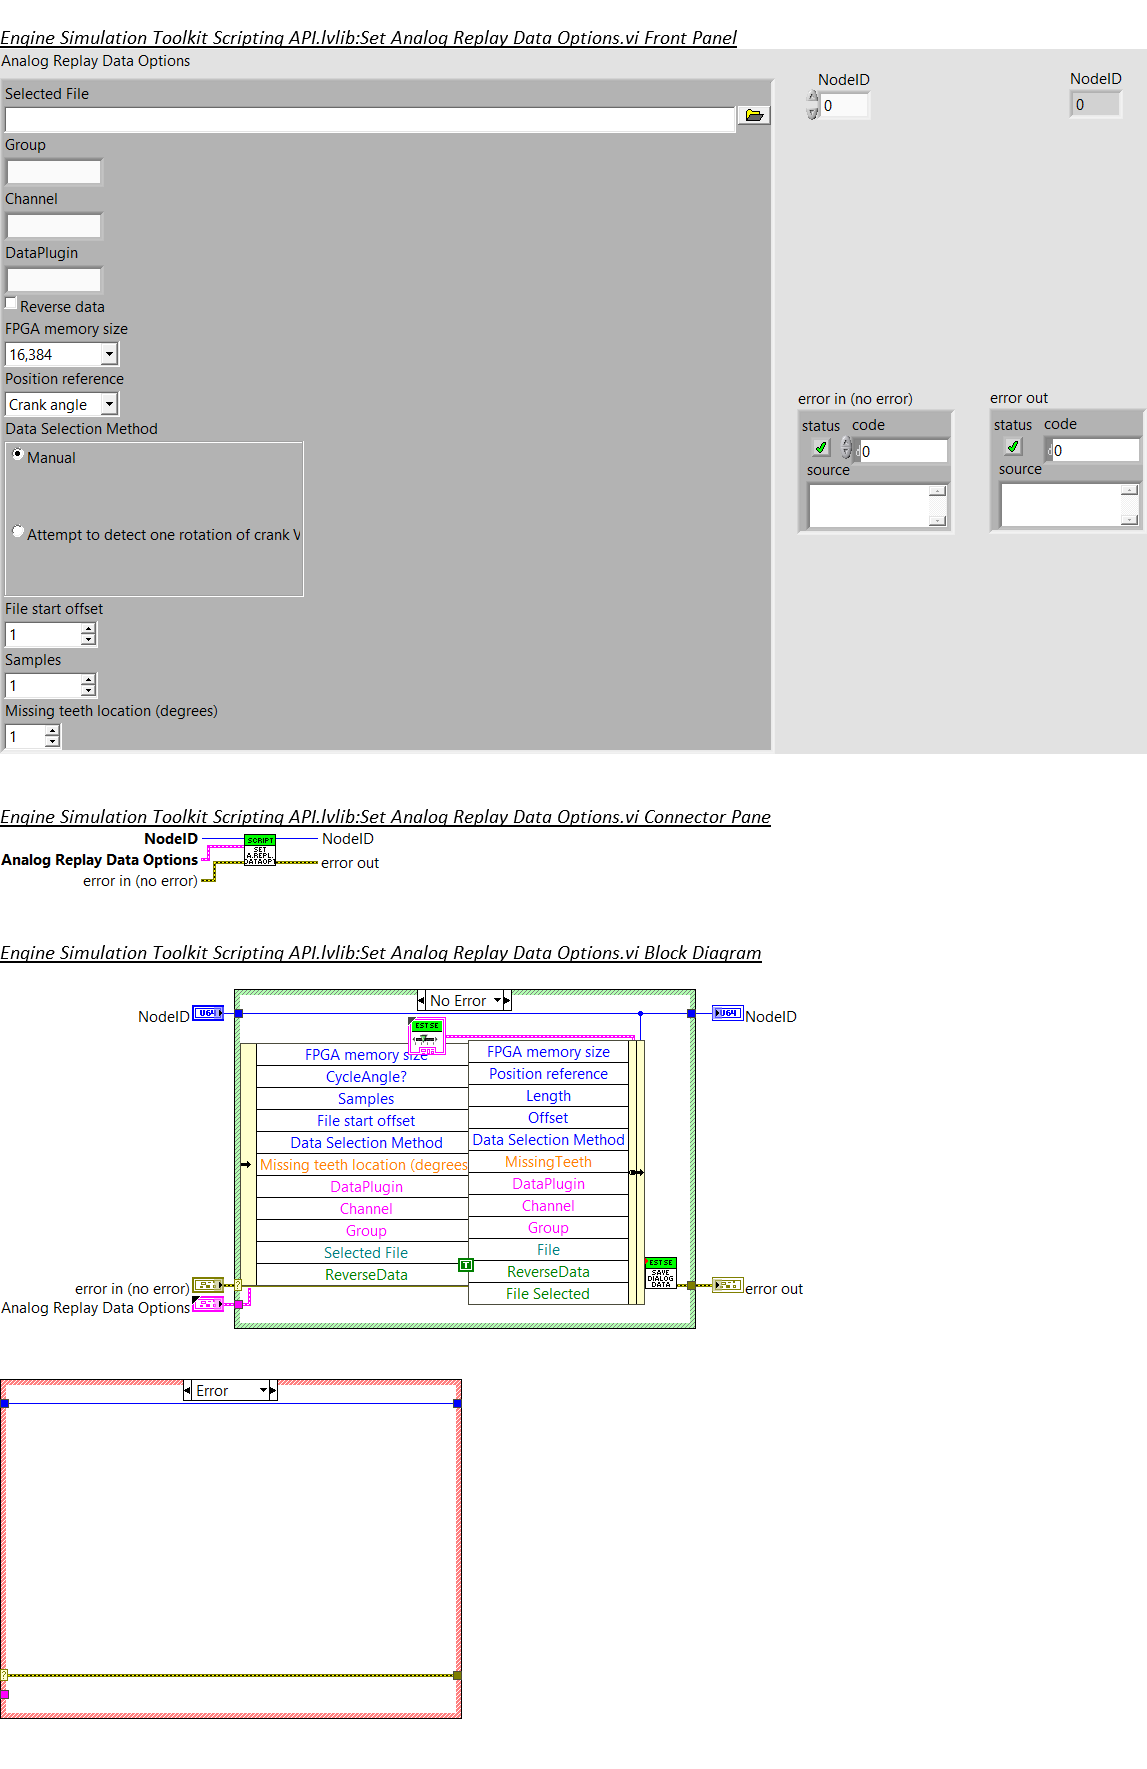 Engine Simulation Toolkit Scripting API.lvlib:Set Analog Replay Data Options.vi Front Panel
Analog Replay Data Options
Selected File
Group
Channel
DataPlugin
Reverse data
FPGA memory size
16,384
Position reference
Crank angle
Data Selection Method
Manual
Attempt to detect one rotation of crank
File start offset
1
Samples
1
Missing teeth location (degrees)
1
NodeID
0
NodeID
0
error in (no error)
status code
0
source
error out
status code
0
source
Engine Simulation Toolkit Scripting API.lvlib:Set Analog Replay Data Options.vi Connector Pane
NodeID
Analog Replay Data Options
error in (no error)
SCRIPT
SET
A.REPL.
DATAOPT
NodeID
error out
Engine Simulation Toolkit Scripting API.lvlib:Set Analog Replay Data Options.vi Block Diagram
No Error
NodeID
U64
U64
NodeID
EST SE
FPGA memory size
CycleAngle?
Samples
File start offset
Data Selection Method
Missing teeth location (degrees
DataPlugin
Channel
Group
Selected File
ReverseData
FPGA memory size
Position reference
Length
Offset
Data Selection Method
MissingTeeth
DataPlugin
Channel
Group
File
ReverseData
File Selected
T
EST SE
SAVE
DIALOG
DATA
error in (no error)
?
Analog Replay Data Options
error out
Error
?